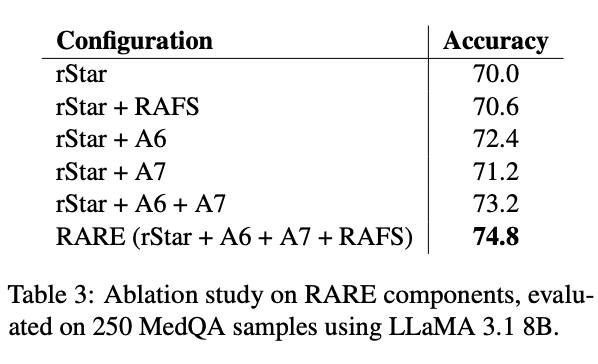 Configuration Accuracy
rStar 70.0
rStar + RAFS 70.6
rStar + A6 72.4
rStar + A7 71.2
rStar + A6 + A7 73.2
RARE (rStar + A6 + A7 + RAFS) 74.8
Table 3: Ablation study on RARE components, evalu-
ated on 250 MedQA samples using LLaMA 3.1 8B.